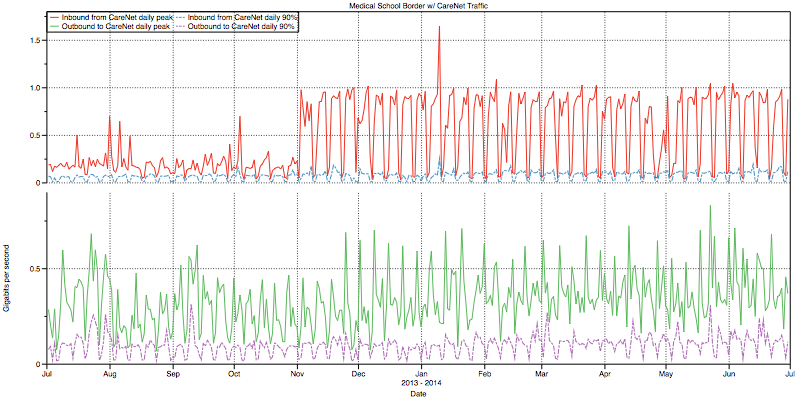 Medical School Border w/ CareNet Traffic
Inbound from CareNet daily peak Inbound from CareNet daily 90%
Outbound to CareNet daily peak Outbound to CareNet daily 90%
1.5
1.0
0.5
0
0.5
0
Gigabits per second
Jul Aug Sep Oct Nov Dec Jan Feb Mar Apr May Jun Jul
2013 - 2014
Date